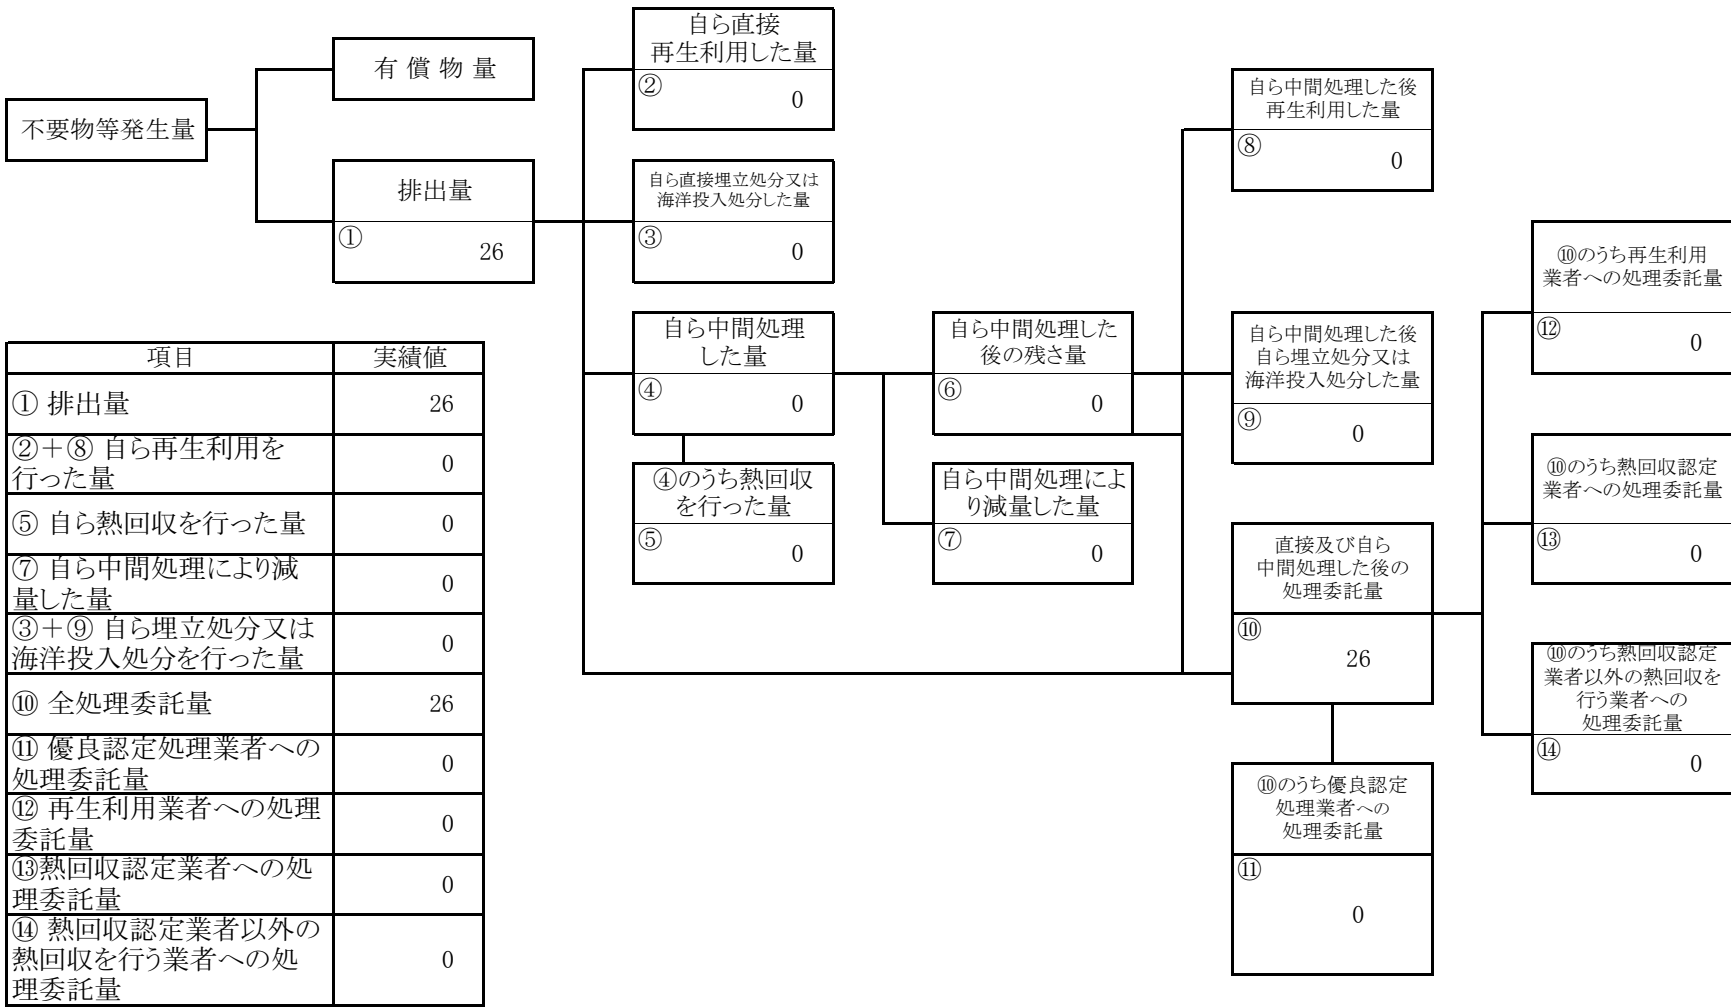 不要物等発生量
有 償 物 量
排出量
①
26
自ら直接
再生利用した量
②
0
自ら直接埋立処分又は
海洋投入処分した量
③
0
自ら中間処理
した量
④
0
④のうち熱回収
を行った量
⑤
0
自ら中間処理した
後の残さ量
⑥
0
自ら中間処理によ
り減量した量
⑦
0
自ら中間処理した後
再生利用した量
⑧
0
自ら中間処理した後
自ら埋立処分又は
海洋投入処分した量
⑨
0
直接及び自ら
中間処理した後の
処理委託量
⑩
26
⑩のうち優良認定
処理業者への
処理委託量
⑪
0
⑩のうち再生利用
業者への処理委託量
⑫
0
⑩のうち熱回収認定
業者への処理委託量
⑬
0
⑩のうち熱回収認定
業者以外の熱回収を
行う業者への
処理委託量
⑭
0
項目 実績値
① 排出量 26
②+⑧ 自ら再生利用を
行った量 0
⑤ 自ら熱回収を行った量 0
⑦ 自ら中間処理により減
量した量 0
③+⑨ 自ら埋立処分又は
海洋投入処分を行った量 0
⑩ 全処理委託量 26
⑪ 優良認定処理業者への
処理委託量 0
⑫ 再生利用業者への処理
委託量 0
⑬熱回収認定業者への処
理委託量 0
⑭ 熱回収認定業者以外の
熱回収を行う業者への処
理委託量 0